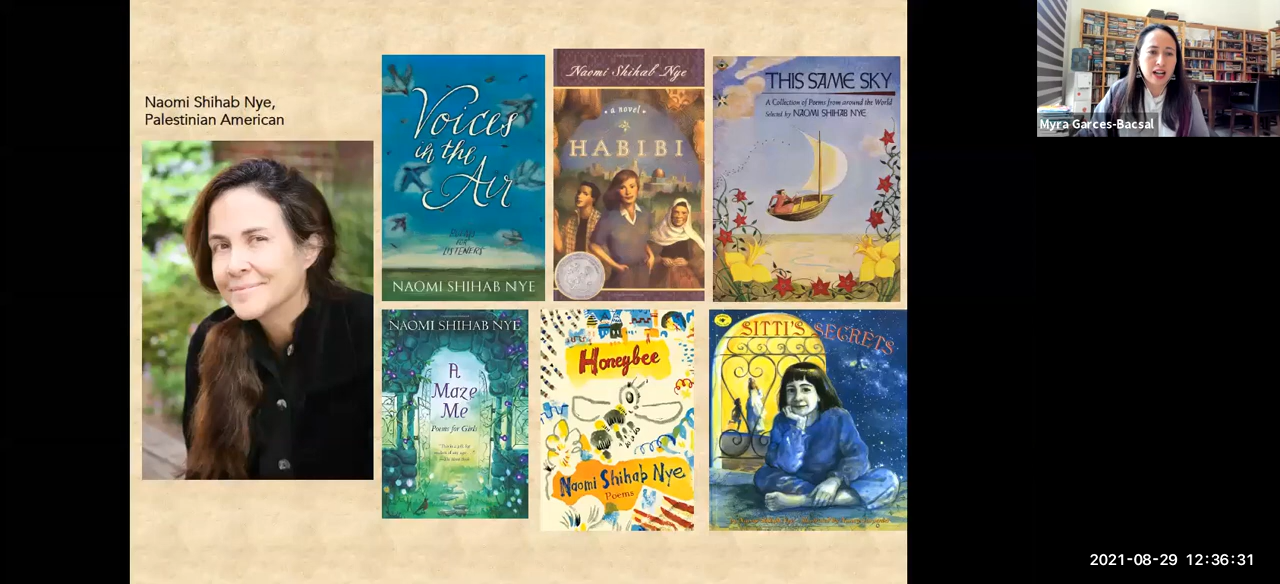 Naomi Shihab Nye,
Palestinian American
Voices
in the
Air
POEMS
FOR
LISTENERS
NAOMI SHIHAB NYE
Naomi Shihab Nye
a novel
HABIBI
THIS SAME SKY
A Collection of Poems from around the World
Selected by NAOMI SHIHAB NYE
NAOMI SHIHAB NYE
A
Maze
Me
Poems for Girls
Honeybee
Naomi Shihab Nye
Poems
SITTI'S SECRETS
Myra Garces-Bacsal
2021-08-29 12:36:31